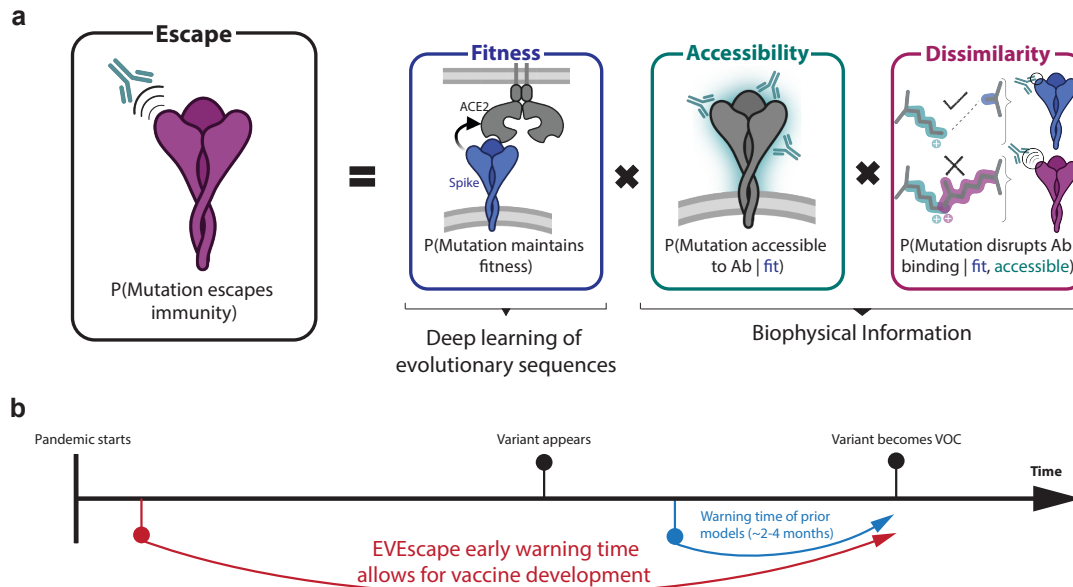 a
Escape
P(Mutation escapes
immunity)
=
Fitness
ACE2
Spike
P(Mutation maintains
fitness)
×
Accessibility
P(Mutation accessible
to Ab | fit)
×
Dissimilarity
+
+ +
P(Mutation disrupts Ab
binding | fit, accessible)
Deep learning of
evolutionary sequences
Biophysical Information
b
Pandemic starts
Variant appears
Variant becomes VOC
Time
Warning time of prior
models (~2-4 months)
EVEscape early warning time
allows for vaccine development